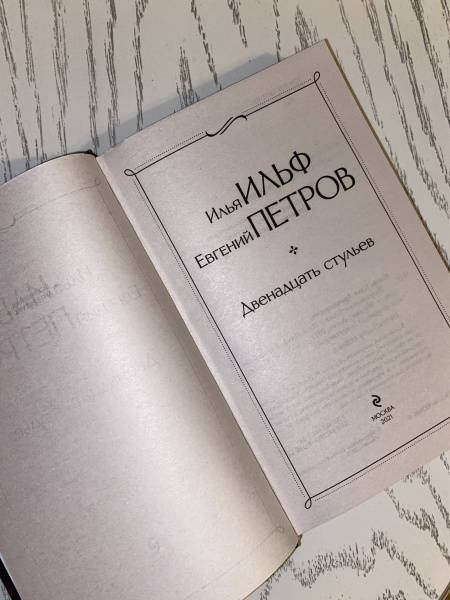 Илья ИЛЬФ
Евгений ПЕТРОВ
Двенадцать стульев
МОСКВА
2021